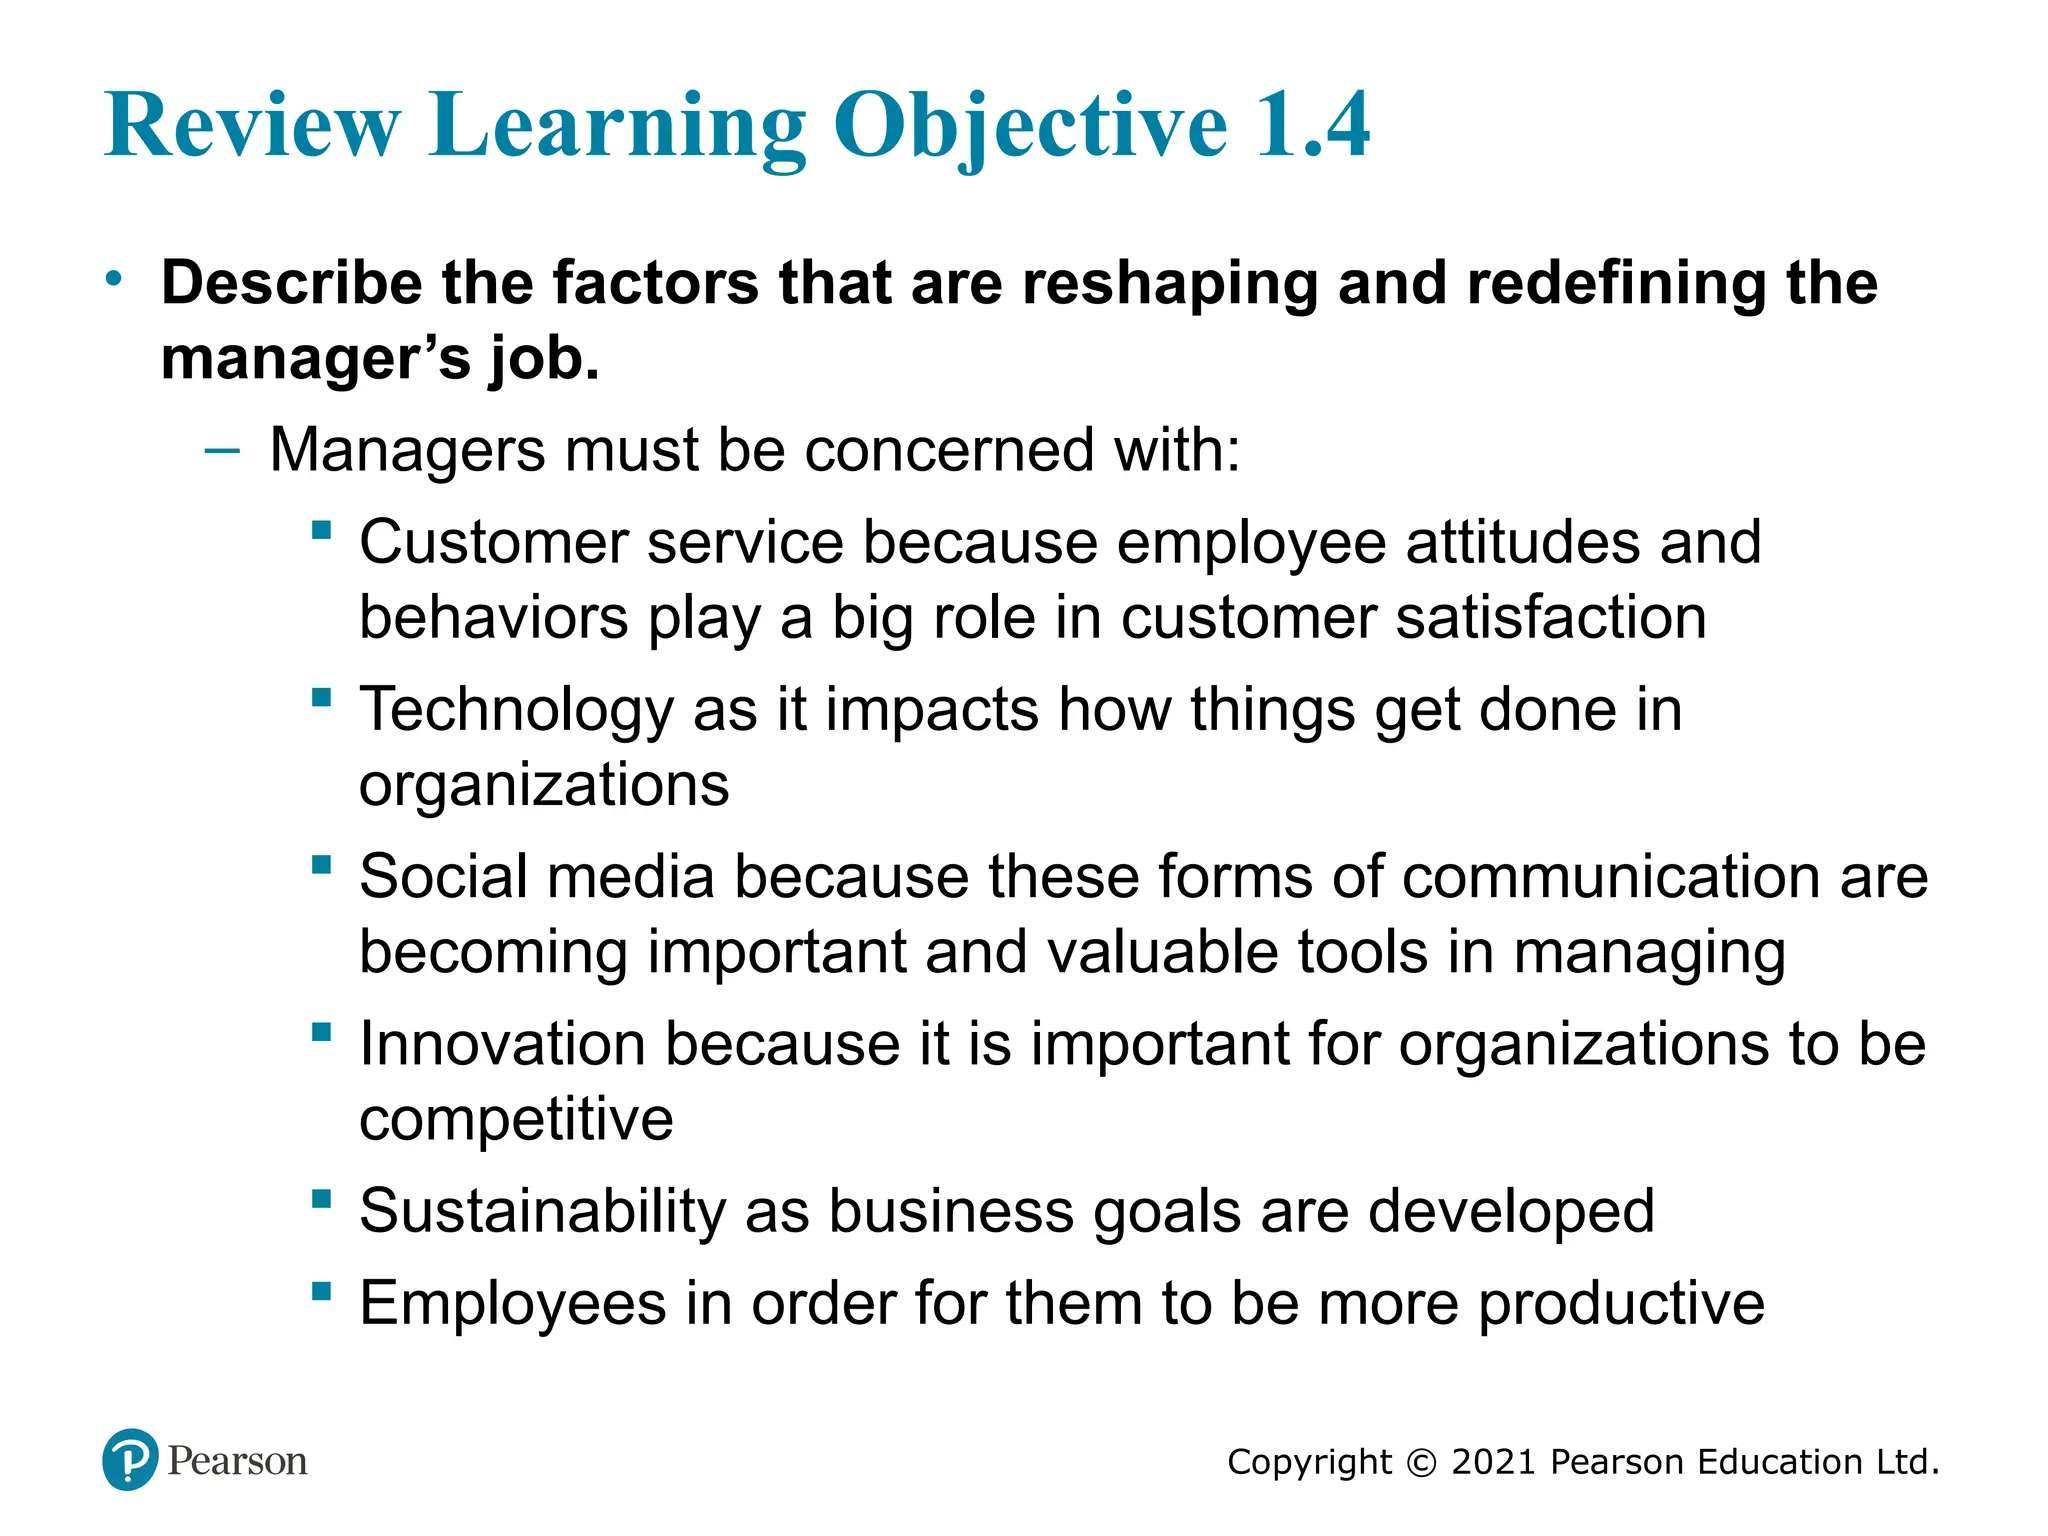 Review Learning Objective 1.4
• Describe the factors that are reshaping and redefining the
manager’s job.
– Managers must be concerned with:
▪ Customer service because employee attitudes and
behaviors play a big role in customer satisfaction
▪ Technology as it impacts how things get done in
organizations
▪ Social media because these forms of communication are
becoming important and valuable tools in managing
▪ Innovation because it is important for organizations to be
competitive
▪ Sustainability as business goals are developed
▪ Employees in order for them to be more productive
Pearson
Copyright © 2021 Pearson Education Ltd.